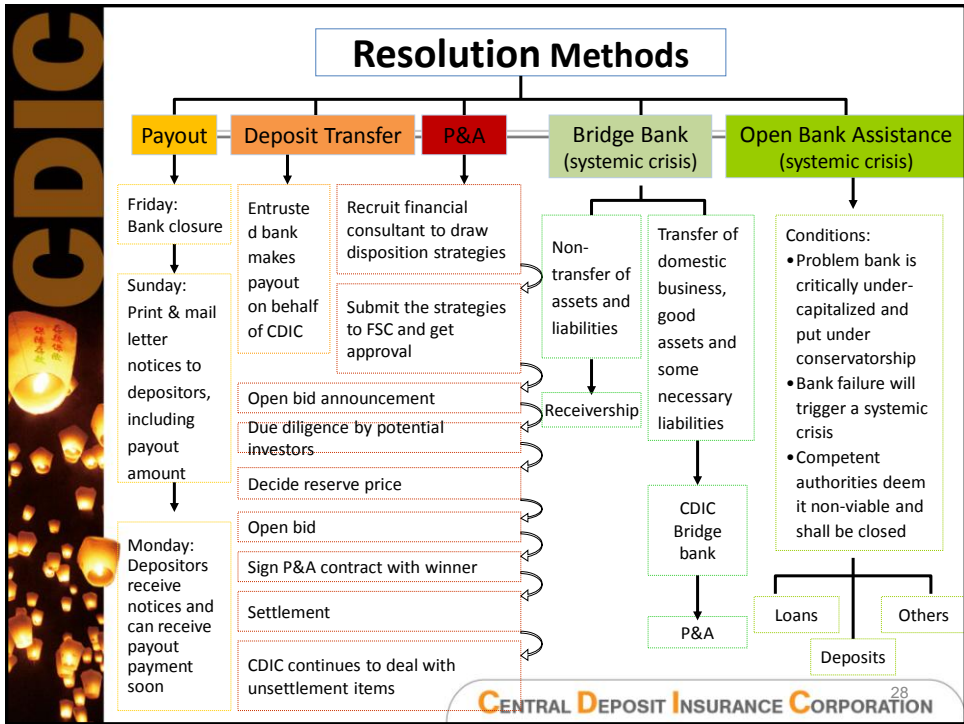 CDIC
Resolution Methods
Payout
Deposit Transfer
P&A
Bridge Bank
(systemic crisis)
Open Bank Assistance
(systemic crisis)
Friday:
Bank closure
Sunday:
Print & mail
letter
notices to
depositors,
including
payout
amount
Monday:
Depositors
receive
notices and
can receive
payout
payment
soon
Entruste
d bank
makes
payout
on behalf
of CDIC
Recruit financial
consultant to draw
disposition strategies
Submit the strategies
to FSC and get
approval
Open bid announcement
Due diligence by potential
investors
Decide reserve price
Open bid
Sign P&A contract with winner
Settlement
CDIC continues to deal with
unsettlement items
Non-
transfer of
assets and
liabilities
Receivership
Transfer of
domestic
business,
good
assets and
some
necessary
liabilities
CDIC
Bridge
bank
P&A
Conditions:
•Problem bank is
critically under-
capitalized and
put under
conservatorship
•Bank failure will
trigger a systemic
crisis
•Competent
authorities deem
it non-viable and
shall be closed
Loans
Deposits
Others
28
CENTRAL DEPOSIT INSURANCE CORPORATION